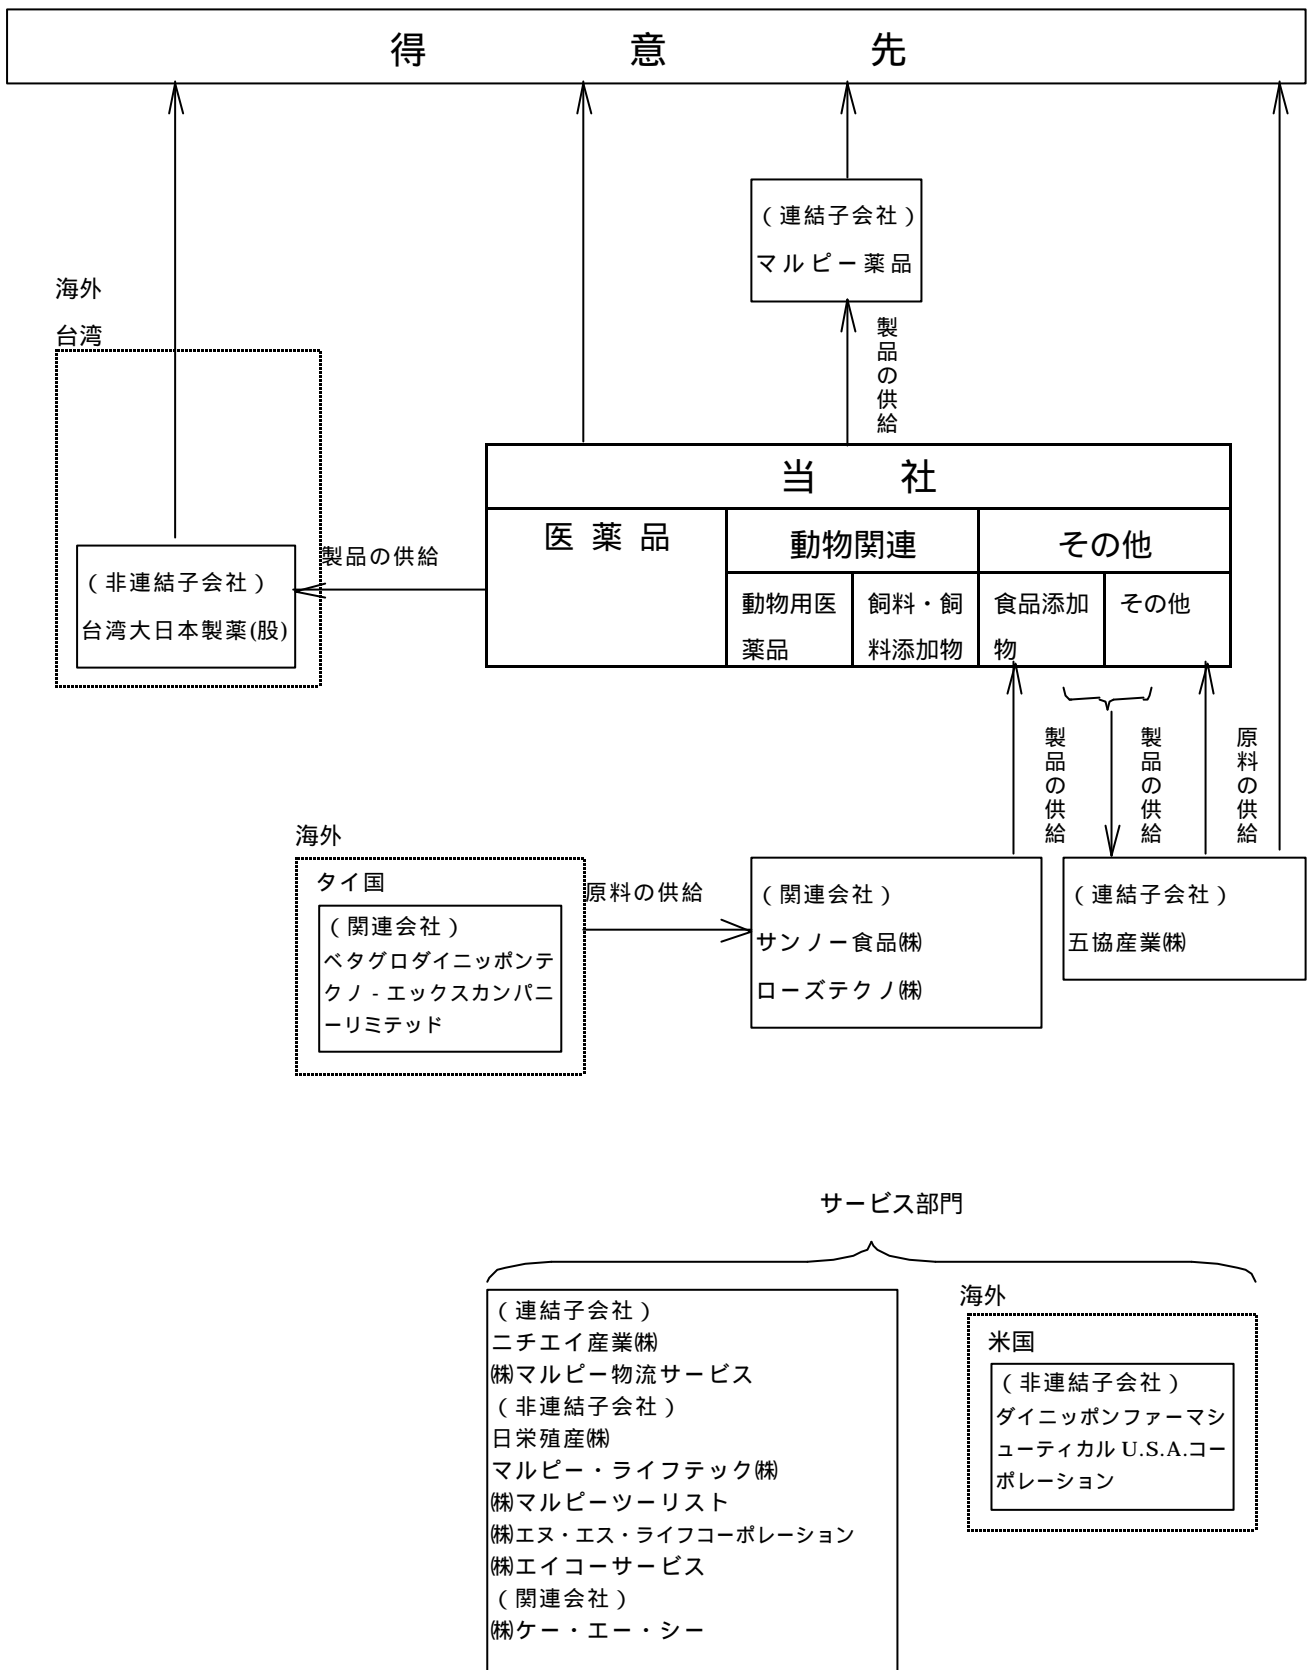 得意先
（連結子会社）
マルピー薬品
製品の供給
海外
台湾
（非連結子会社）
台湾大日本製薬(股)
製品の供給
当社
医薬品
動物関連
その他
動物用医
薬品
飼料・飼
料添加物
食品添加
物
その他
製品の供給
製品の供給
原料の供給
海外
タイ国
（関連会社）
ベタグロダイニッポンテ
クノ - エックスカンパニ
ーリミテッド
原料の供給
（関連会社）
サンノー食品㈱
ローズテクノ㈱
（連結子会社）
五協産業㈱
サービス部門
（連結子会社）
ニチエイ産業㈱
㈱マルピー物流サービス
（非連結子会社）
日栄殖産㈱
マルピー・ライフテック㈱
㈱マルピーツーリスト
㈱エヌ・エス・ライフコーポレーション
㈱エイコーサービス
（関連会社）
㈱ケー・エー・シー
海外
米国
（非連結子会社）
ダイニッポンファーマシ
ューティカル U.S.A.コー
ポレーション